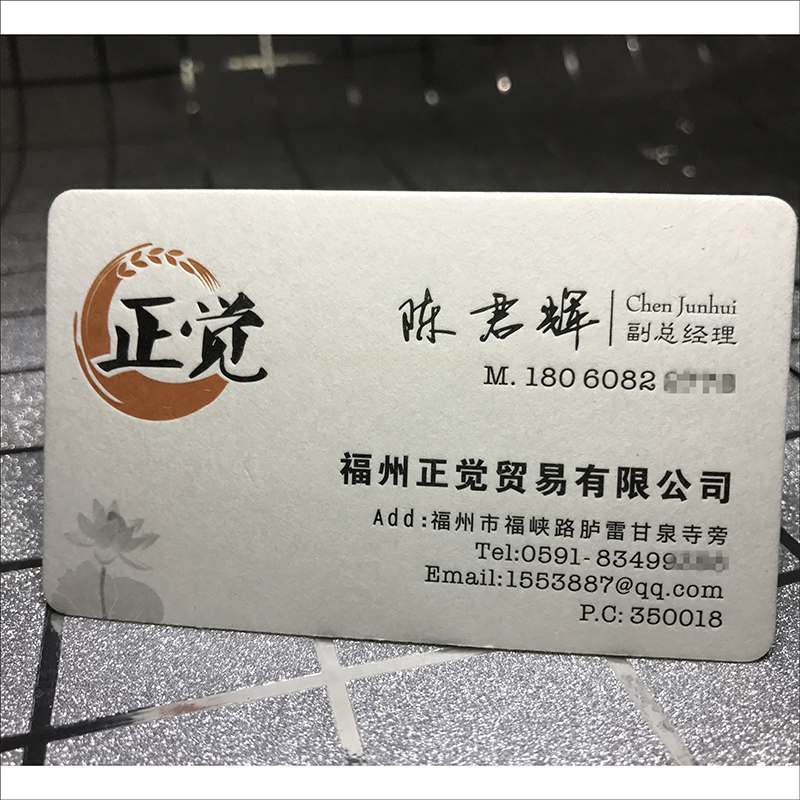 正觉
陈君辉
Chen Junhui
副总经理
M. 180 6082
福州正觉贸易有限公司
Add:福州市福峡路胪雷甘泉寺旁
Tel:0591-83499
Email:1553887@qq.com
P.C: 350018